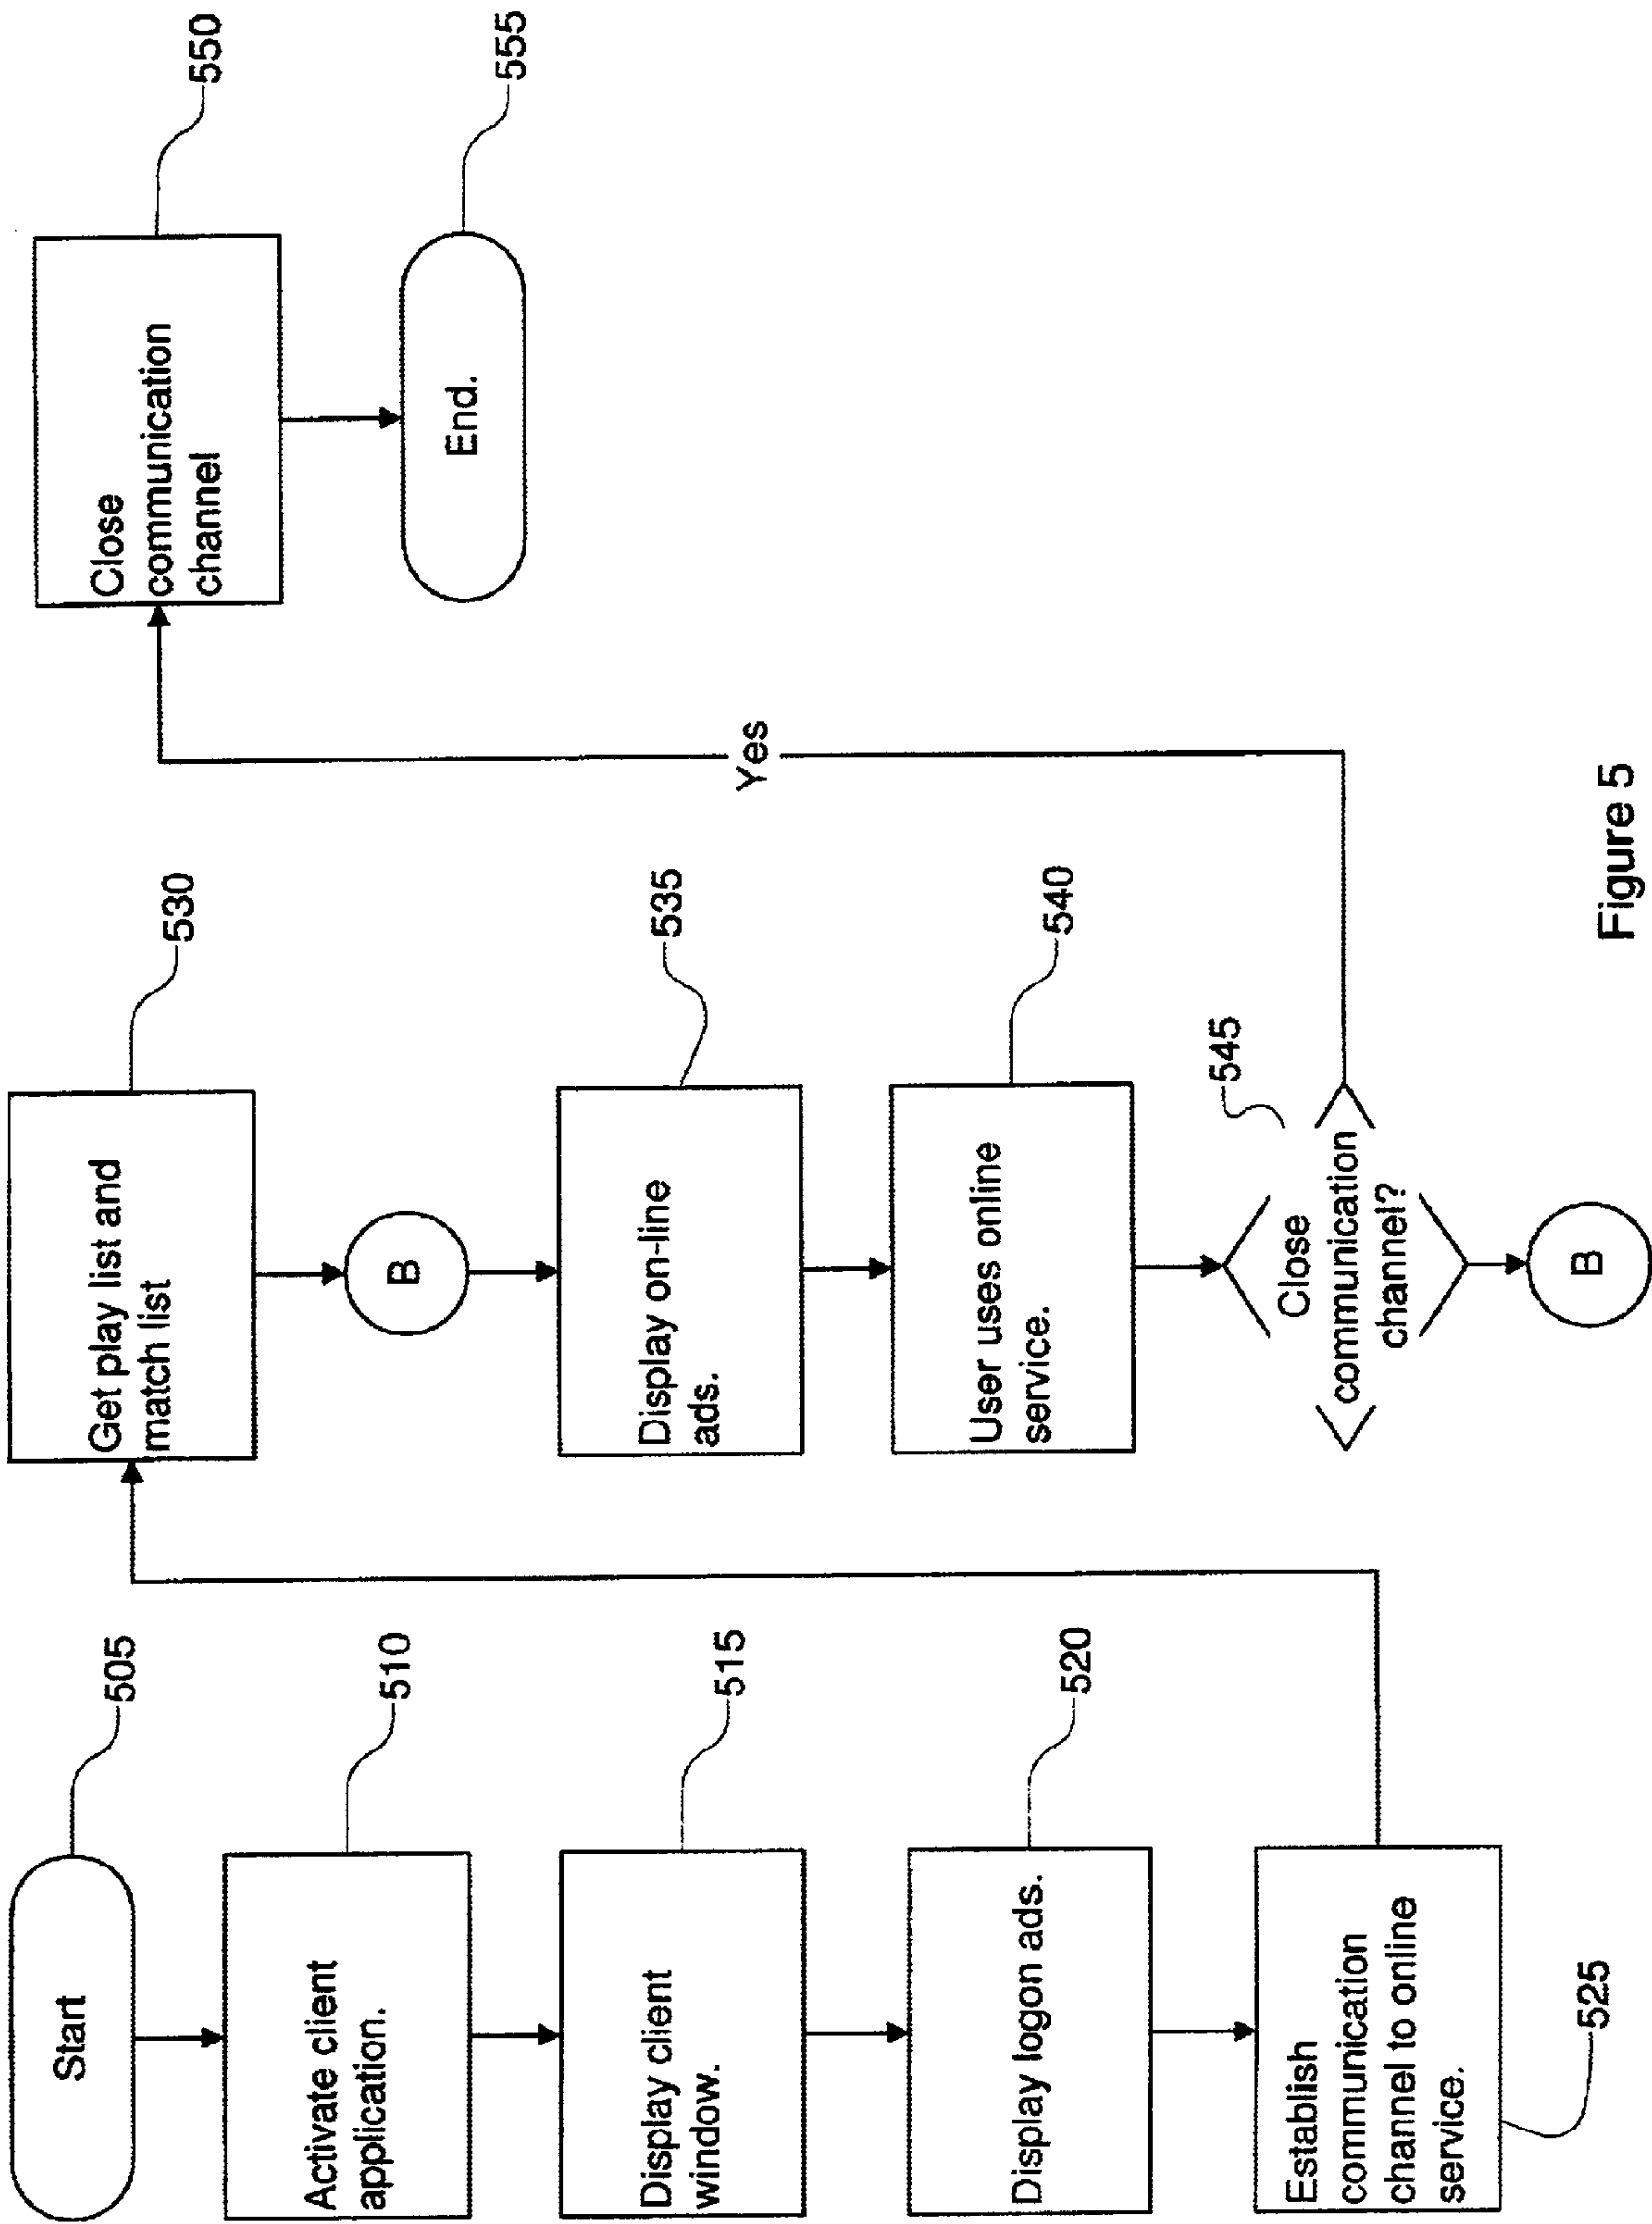 Start
505
Activate client
application.
510
Display client
window.
515
Display logon ads.
520
Establish
communication
channel to online
service.
525
Get play list and
match list
530
B
Display on-line
ads.
535
User uses online
service.
540
Close
communication
channel?
545
B
Yes
Close
communication
channel
550
End.
555
Figure 5